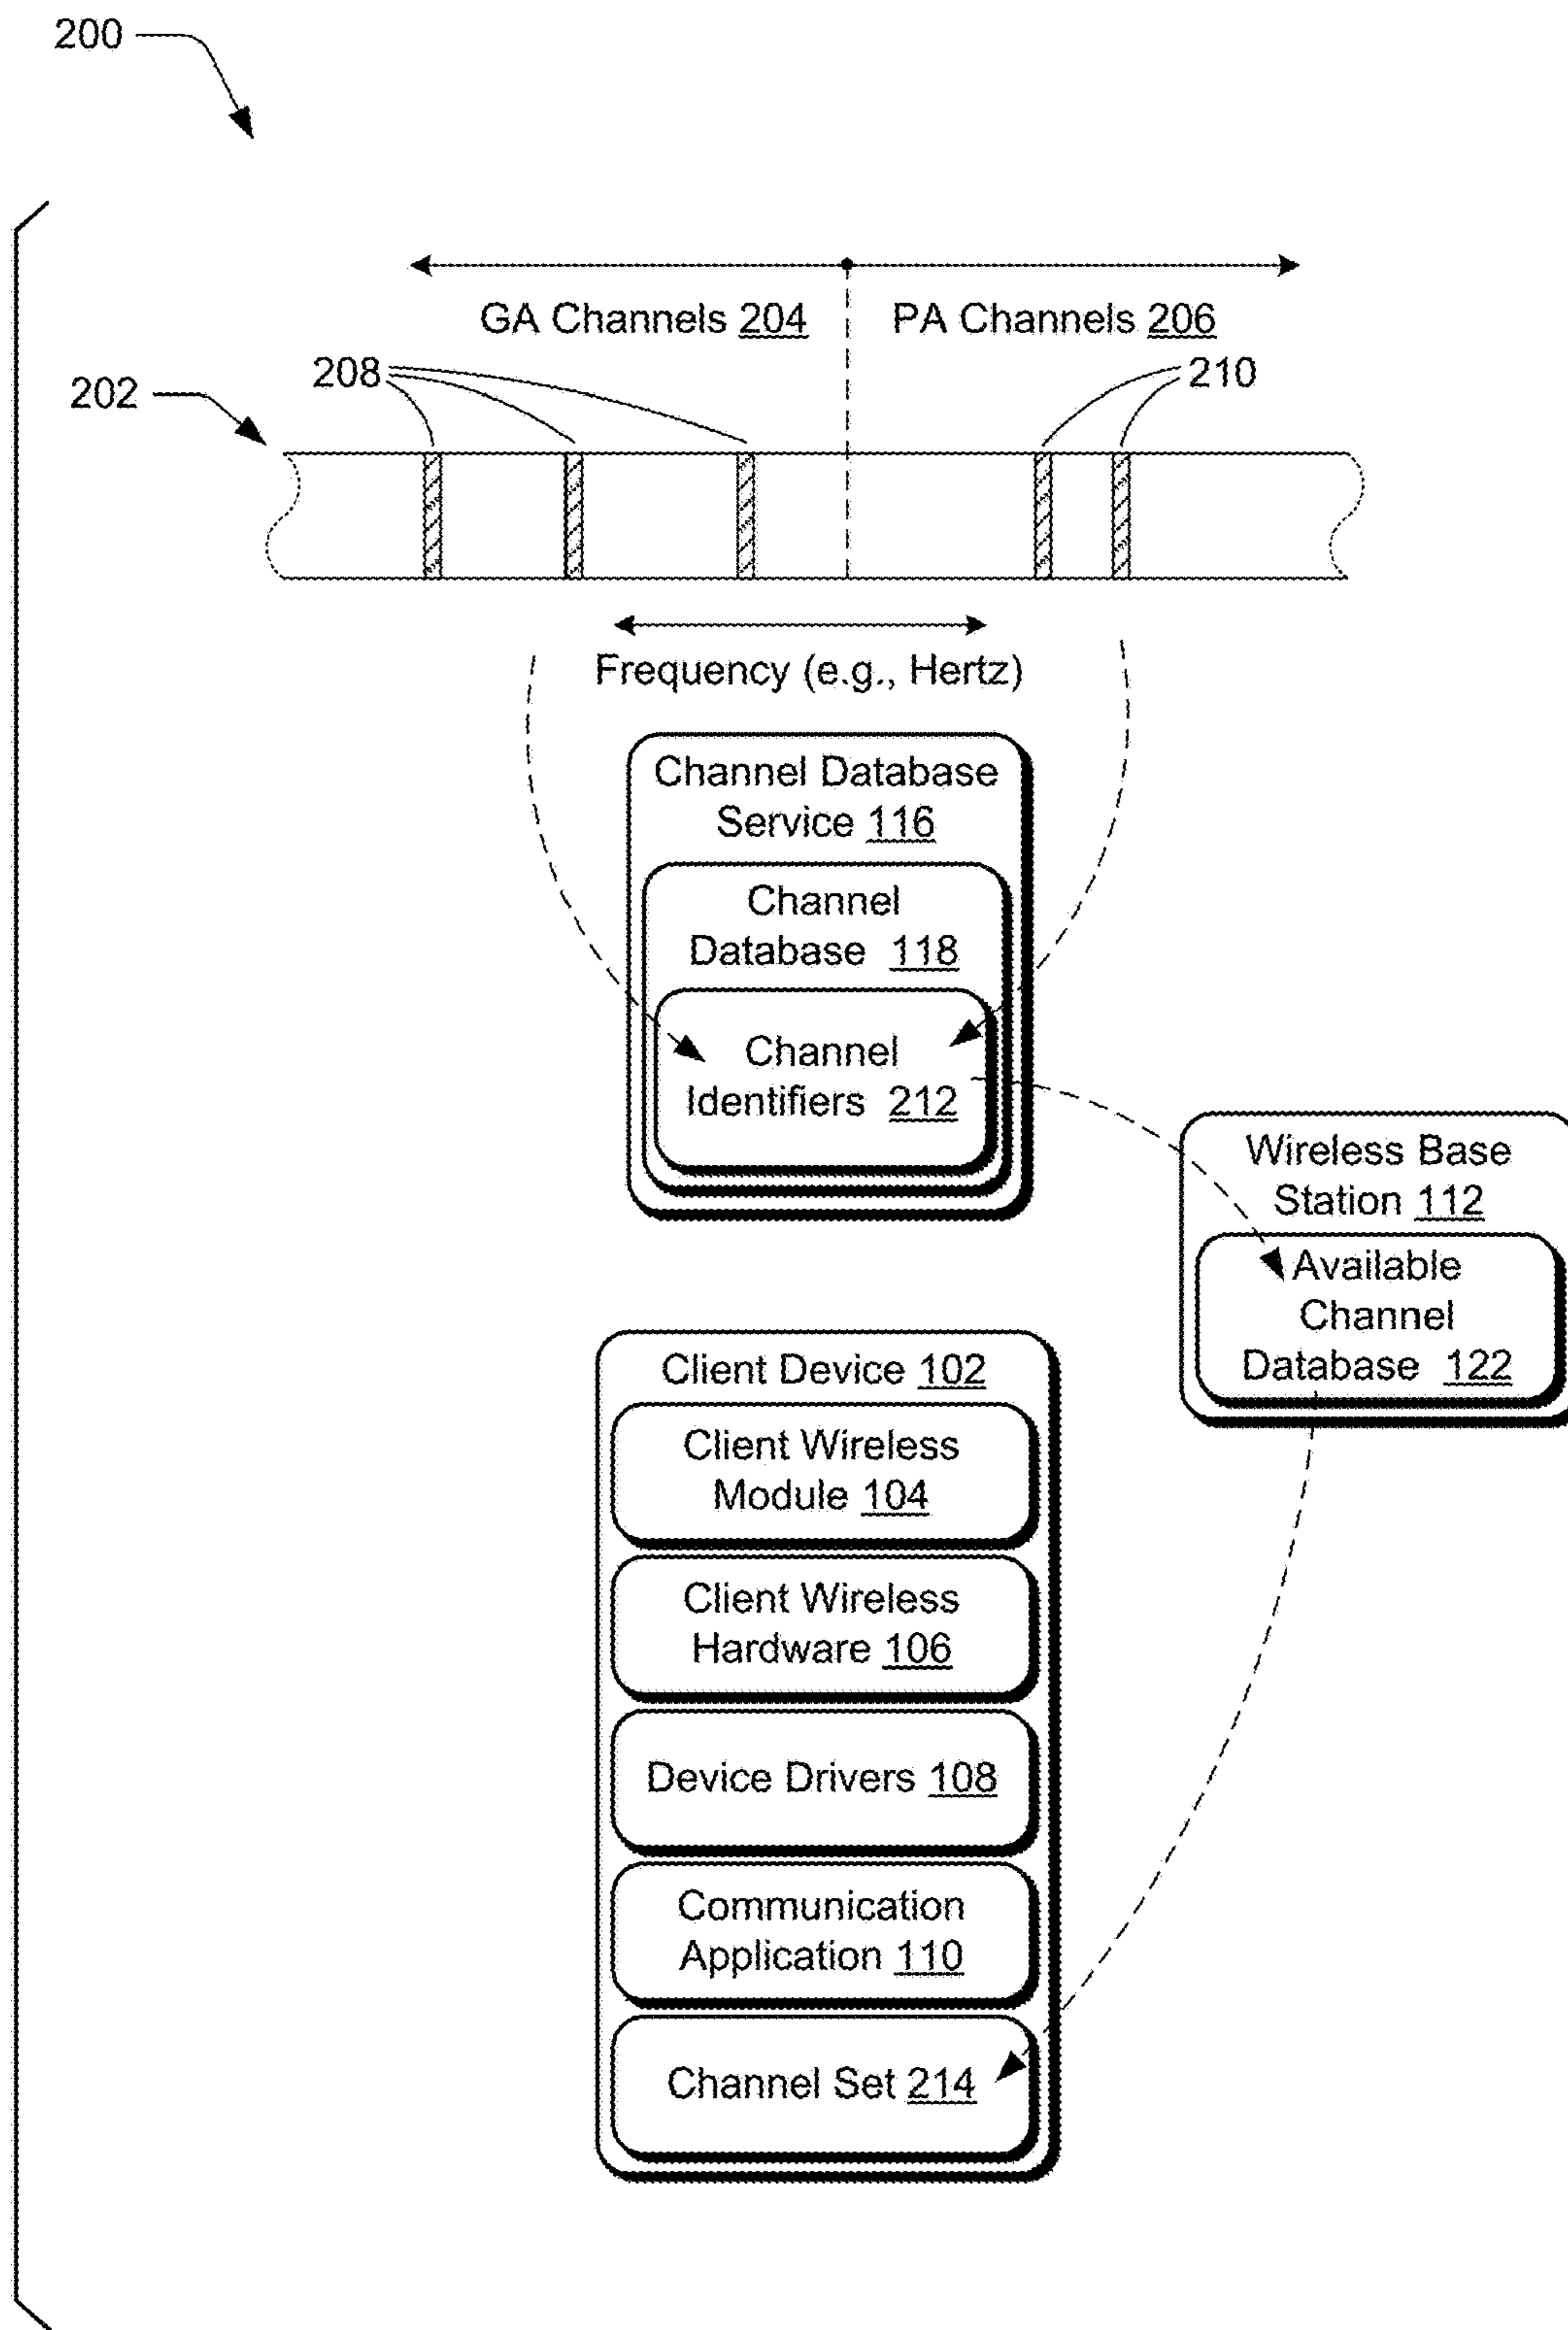 200
GA Channels 204
PA Channels 206
208
210
202
Frequency (e.g., Hertz)
Channel Database
Service 116
Channel
Database 118
Channel
Identifiers 212
Wireless Base
Station 112
Available
Channel
Database 122
Client Device 102
Client Wireless
Module 104
Client Wireless
Hardware 106
Device Drivers 108
Communication
Application 110
Channel Set 214